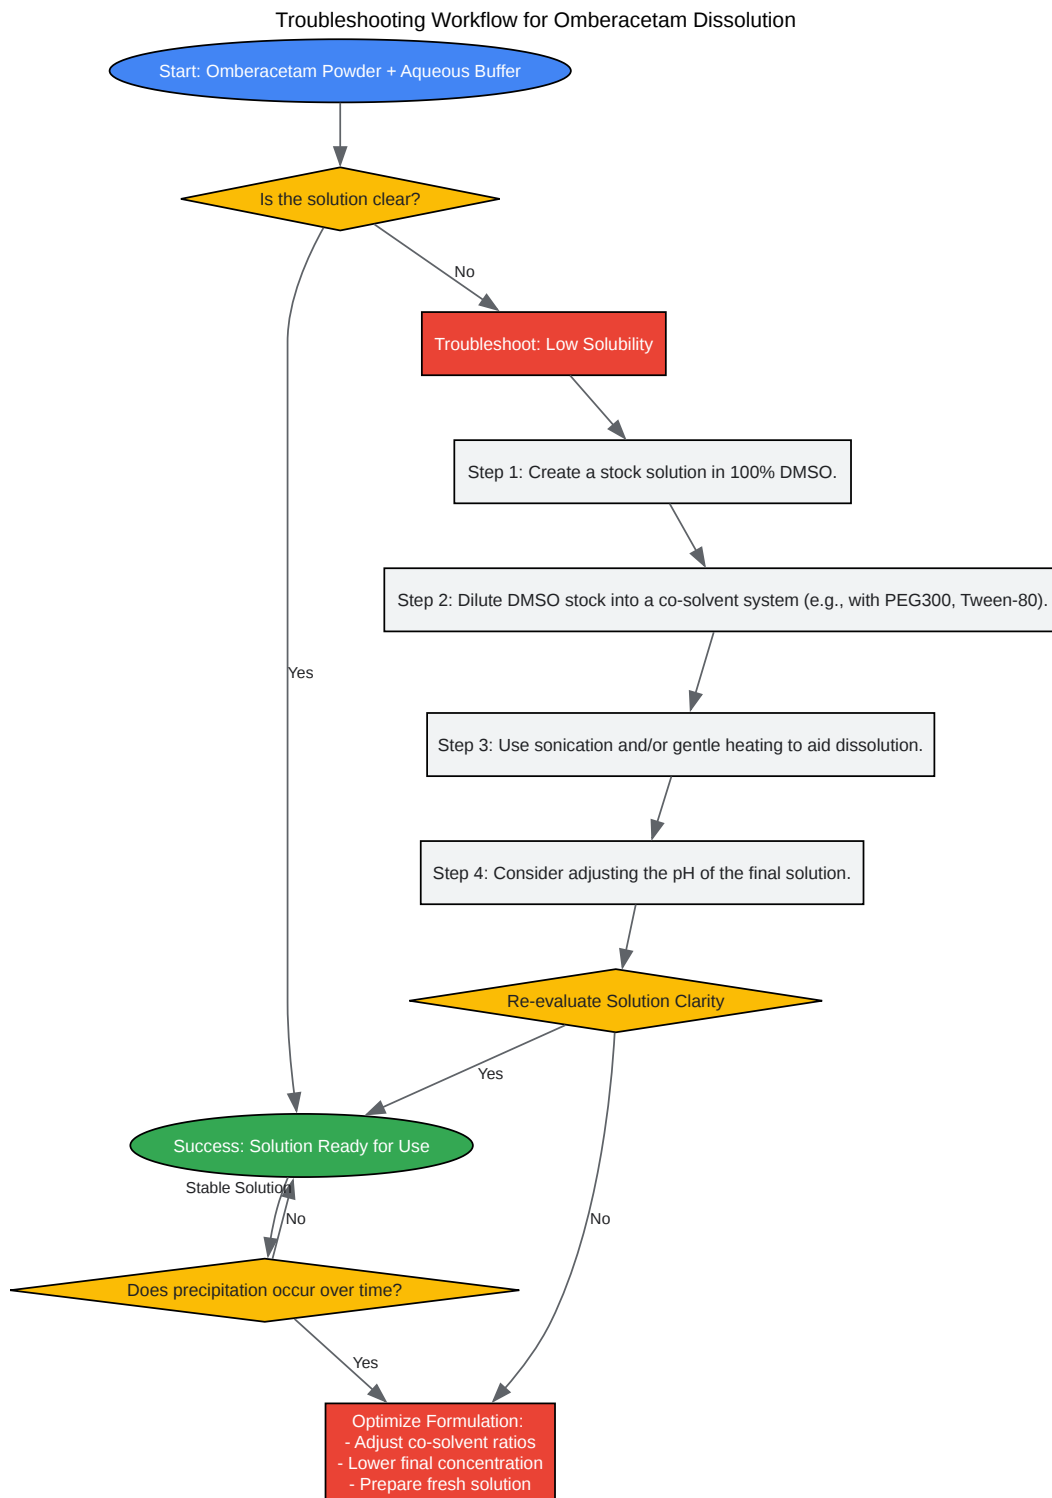 Troubleshooting Workflow for Omberacetam Dissolution
Start: Omberacetam Powder + Aqueous Buffer
Is the solution clear?
No
Troubleshoot: Low Solubility
Step 1: Create a stock solution in 100% DMSO.
Step 2: Dilute DMSO stock into a co-solvent system (e.g., with PEG300, Tween-80).
Yes
Step 3: Use sonication and/or gentle heating to aid dissolution.
Step 4: Consider adjusting the pH of the final solution.
Re-evaluate Solution Clarity
Yes
Success: Solution Ready for Use
Stable Solution
No
No
Does precipitation occur over time?
Yes
Optimize Formulation:
- Adjust co-solvent ratios
- Lower final concentration
- Prepare fresh solution